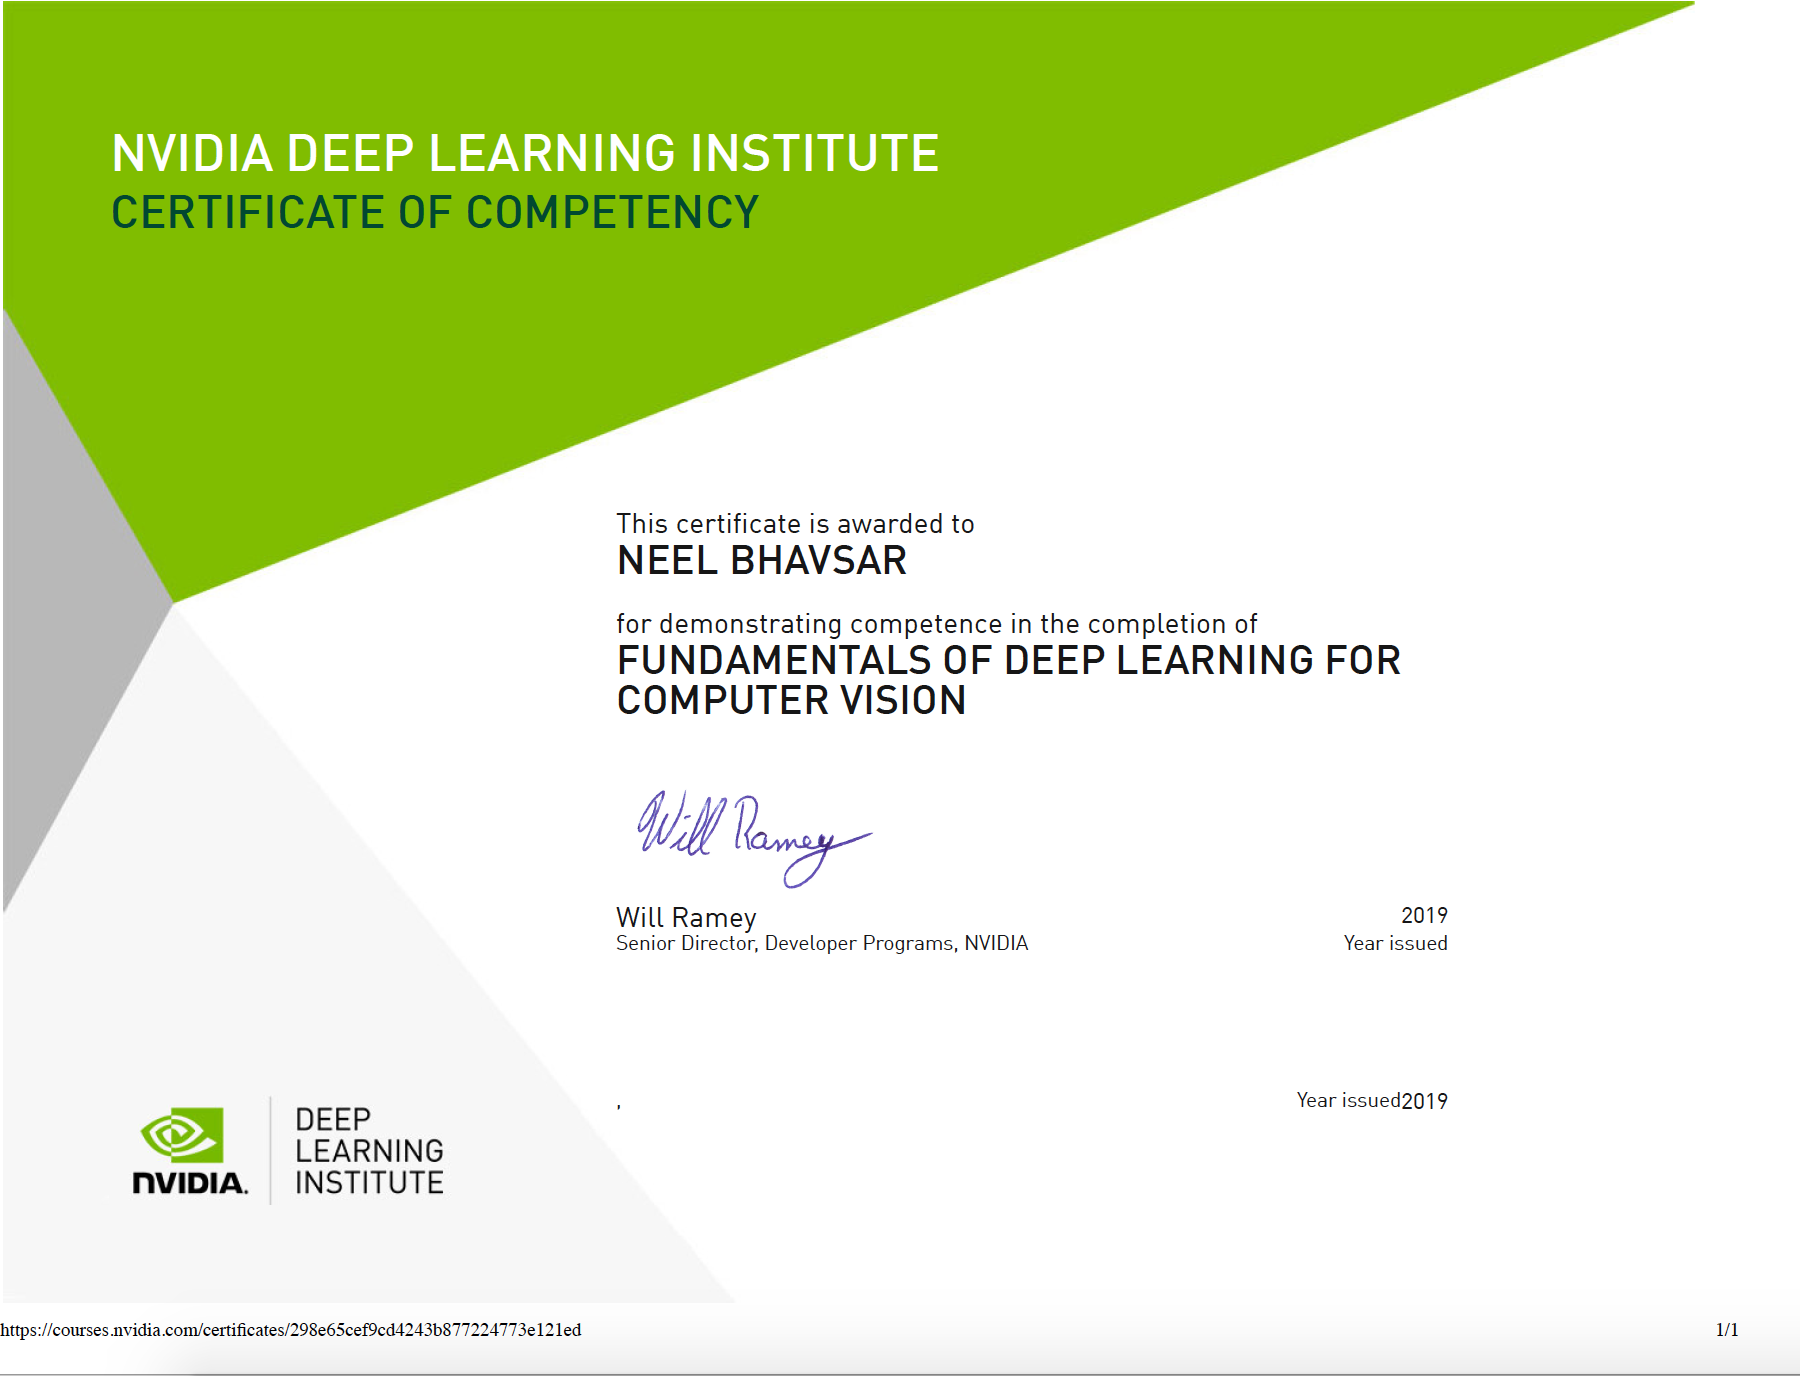 NVIDIA DEEP LEARNING INSTITUTE
CERTIFICATE OF COMPETENCY
This certificate is awarded to
NEEL BHAVSAR
for demonstrating competence in the completion of
FUNDAMENTALS OF DEEP LEARNING FOR
COMPUTER VISION
Will Ramey
Will Ramey
Senior Director, Developer Programs, NVIDIA
2019
Year issued
,
Year issued2019
NVIDIA.
DEEP
LEARNING
INSTITUTE
https://courses.nvidia.com/certificates/298e65cef9cd4243b877224773e121ed
1/1